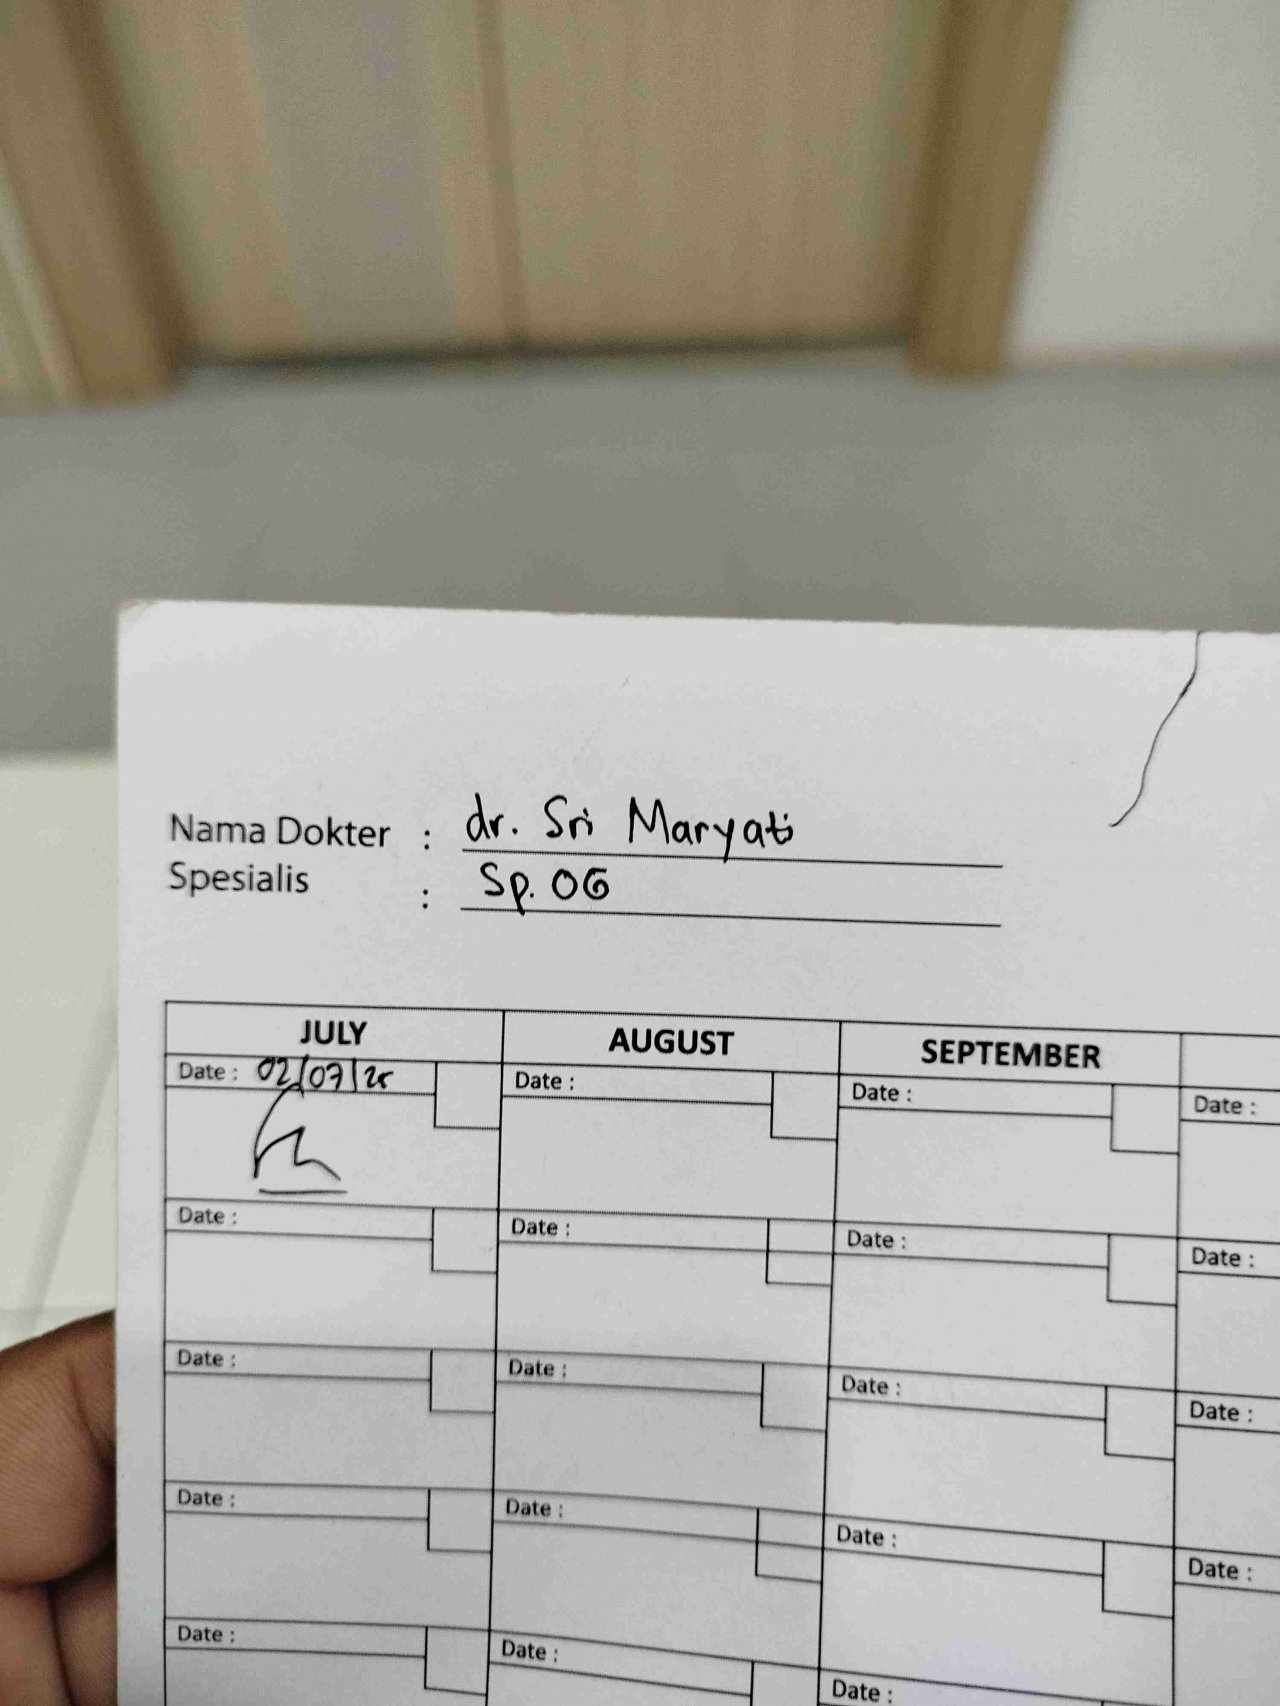 Nama Dokter : dr. Sri Maryati
Spesialis : Sp. OG
JULY AUGUST SEPTEMBER
Date : 02/07/25 Date : Date : Date :
Date : Date : Date : Date :
Date : Date : Date : Date :
Date : Date : Date : Date :
Date : Date : Date :